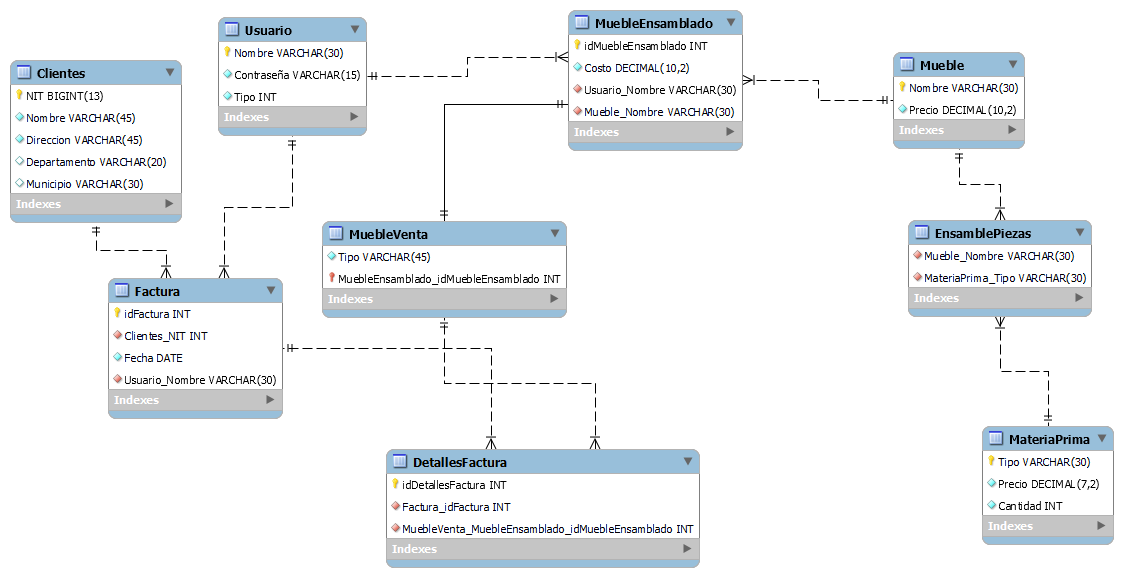 Clientes
NIT BIGINT(13)
Nombre VARCHAR(45)
Direccion VARCHAR(45)
Departamento VARCHAR(20)
Municipio VARCHAR(30)
Indexes
Usuario
Nombre VARCHAR(30)
Contraseña VARCHAR(15)
Tipo INT
Indexes
MuebleEnsamblado
idMuebleEnsamblado INT
Costo DECIMAL(10,2)
Usuario_Nombre VARCHAR(30)
Mueble_Nombre VARCHAR(30)
Indexes
Mueble
Nombre VARCHAR(30)
Precio DECIMAL(10,2)
Indexes
MuebleVenta
Tipo VARCHAR(45)
MuebleEnsamblado_idMuebleEnsamblado INT
Indexes
EnsamblePiezas
Mueble_Nombre VARCHAR(30)
MateriaPrima_Tipo VARCHAR(30)
Indexes
Factura
idFactura INT
Clientes_NIT INT
Fecha DATE
Usuario_Nombre VARCHAR(30)
Indexes
DetallesFactura
idDetallesFactura INT
Factura_idFactura INT
MuebleVenta_MuebleEnsamblado_idMuebleEnsamblado INT
Indexes
MateriaPrima
Tipo VARCHAR(30)
Precio DECIMAL(7,2)
Cantidad INT
Indexes